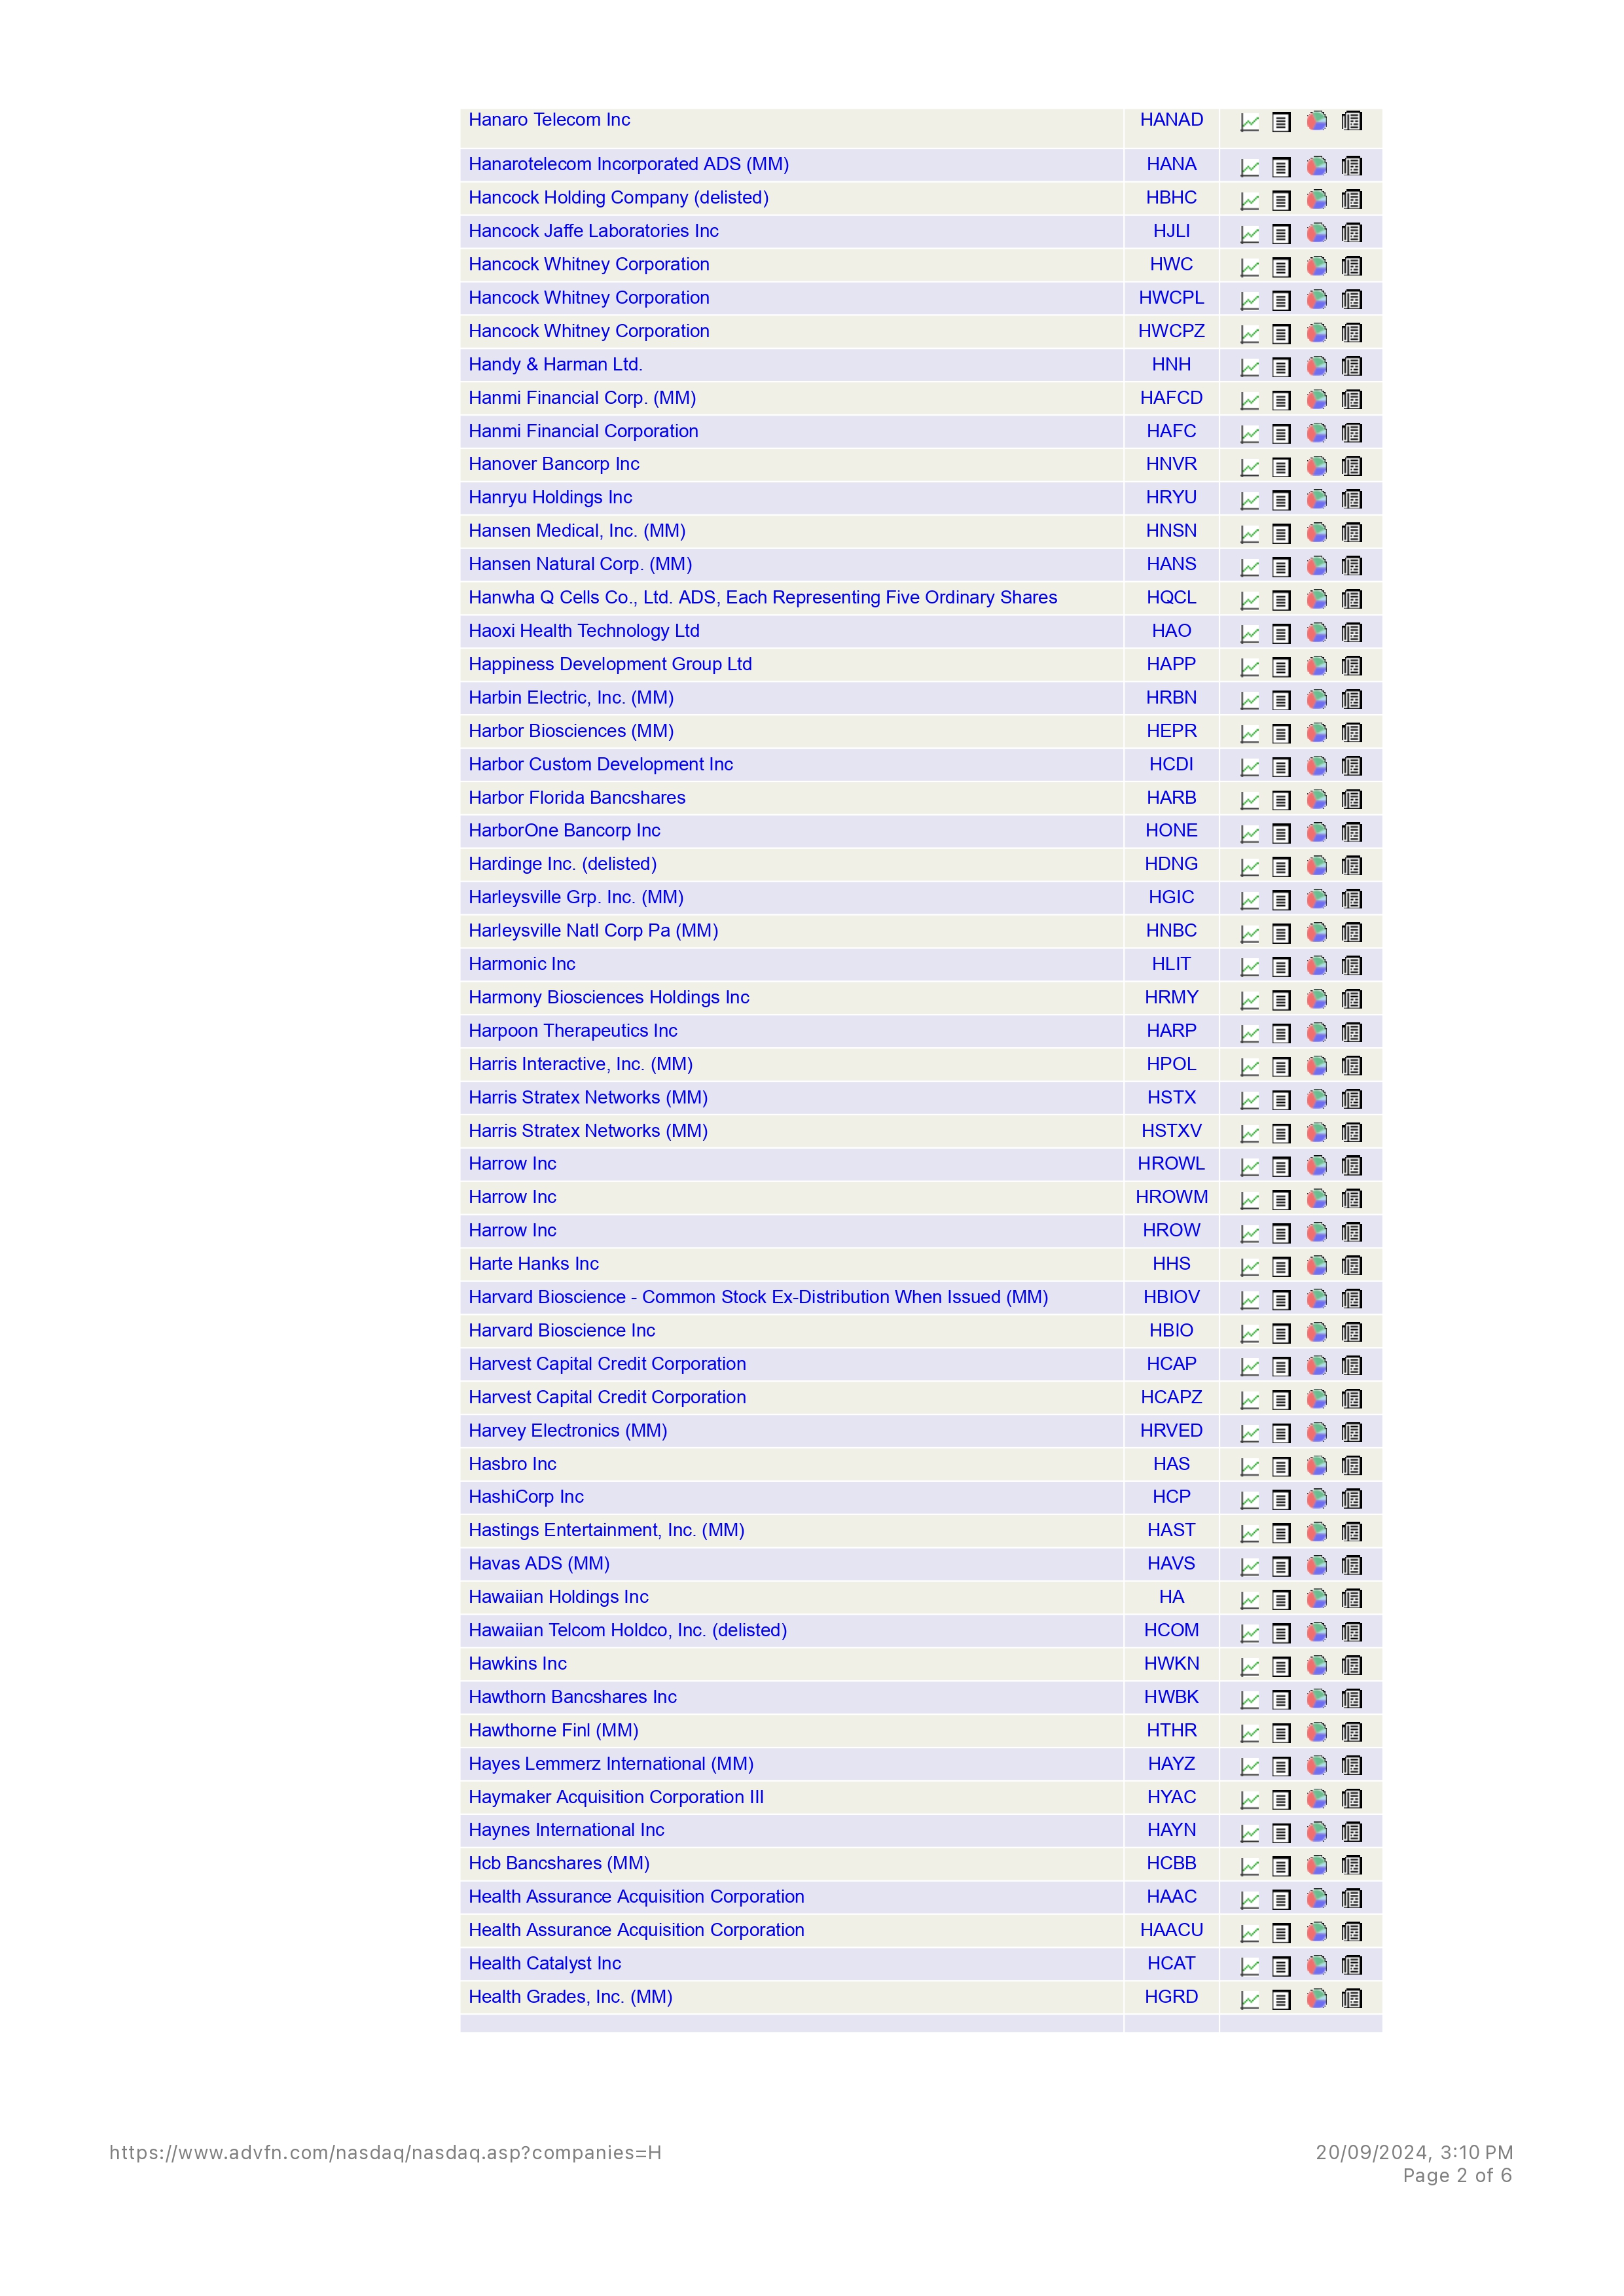 Hanaro Telecom Inc HANAD
Hanarotelecom Incorporated ADS (MM) HANA
Hancock Holding Company (delisted) HBHC
Hancock Jaffe Laboratories Inc HJLI
Hancock Whitney Corporation HWC
Hancock Whitney Corporation HWCPL
Hancock Whitney Corporation HWCPZ
Handy & Harman Ltd. HNH
Hanmi Financial Corp. (MM) HAFCD
Hanmi Financial Corporation HAFC
Hanover Bancorp Inc HNVR
Hanryu Holdings Inc HRYU
Hansen Medical, Inc. (MM) HNSN
Hansen Natural Corp. (MM) HANS
Hanwha Q Cells Co., Ltd. ADS, Each Representing Five Ordinary Shares HQCL
Haoxi Health Technology Ltd HAO
Happiness Development Group Ltd HAPP
Harbin Electric, Inc. (MM) HRBN
Harbor Biosciences (MM) HEPR
Harbor Custom Development Inc HCDI
Harbor Florida Bancshares HARB
HarborOne Bancorp Inc HONE
Hardinge Inc. (delisted) HDNG
Harleysville Grp. Inc. (MM) HGIC
Harleysville Natl Corp Pa (MM) HNBC
Harmonic Inc HLIT
Harmony Biosciences Holdings Inc HRMY
Harpoon Therapeutics Inc HARP
Harris Interactive, Inc. (MM) HPOL
Harris Stratex Networks (MM) HSTX
Harris Stratex Networks (MM) HSTXV
Harrow Inc HROWL
Harrow Inc HROWM
Harrow Inc HROW
Harte Hanks Inc HHS
Harvard Bioscience - Common Stock Ex-Distribution When Issued (MM) HBIOV
Harvard Bioscience Inc HBIO
Harvest Capital Credit Corporation HCAP
Harvest Capital Credit Corporation HCAPZ
Harvey Electronics (MM) HRVED
Hasbro Inc HAS
HashiCorp Inc HCP
Hastings Entertainment, Inc. (MM) HAST
Havas ADS (MM) HAVS
Hawaiian Holdings Inc HA
Hawaiian Telcom Holdco, Inc. (delisted) HCOM
Hawkins Inc HWKN
Hawthorn Bancshares Inc HWBK
Hawthorne Finl (MM) HTHR
Hayes Lemmerz International (MM) HAYZ
Haymaker Acquisition Corporation III HYAC
Haynes International Inc HAYN
Hcb Bancshares (MM) HCBB
Health Assurance Acquisition Corporation HAAC
Health Assurance Acquisition Corporation HAACU
Health Catalyst Inc HCAT
Health Grades, Inc. (MM) HGRD
https://www.advfn.com/nasdaq/nasdaq.asp?companies=H 20/09/2024, 3:10 PM
Page 2 of 6